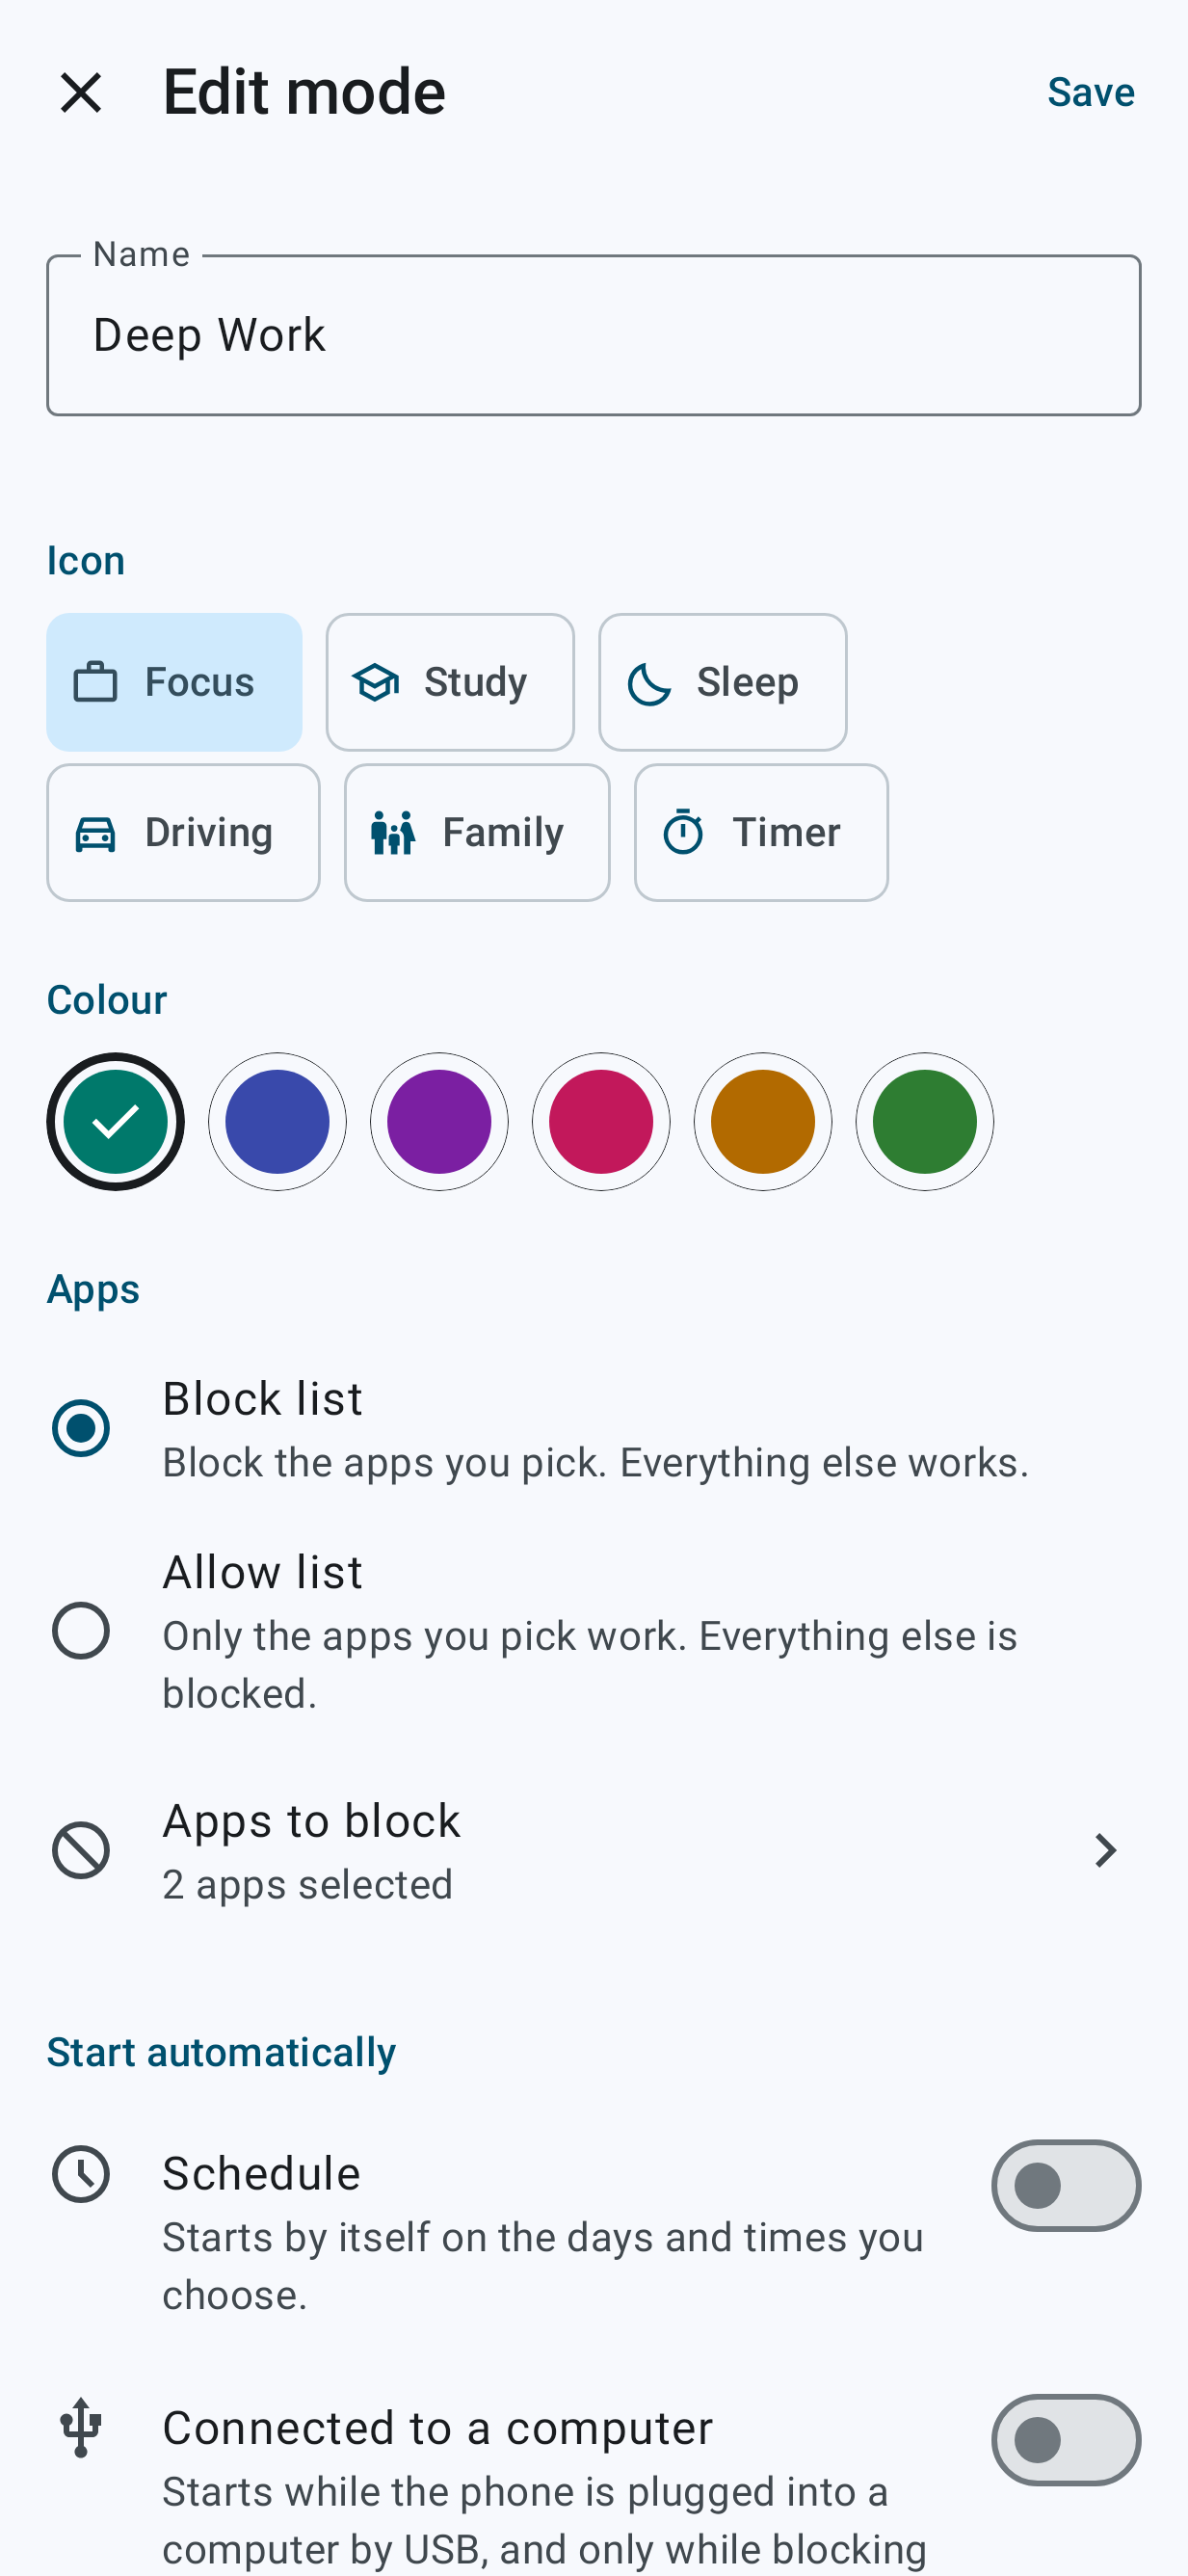 Edit mode
Save
Name
Deep Work
Icon
Focus
Study
Sleep
Driving
Family
Timer
Colour
Apps
Block list
Block the apps you pick. Everything else works.
Allow list
Only the apps you pick work. Everything else is
blocked.
Apps to block
2 apps selected
Start automatically
Schedule
Starts by itself on the days and times you
choose.
Connected to a computer
Starts while the phone is plugged into a
computer by USB, and only while blocking